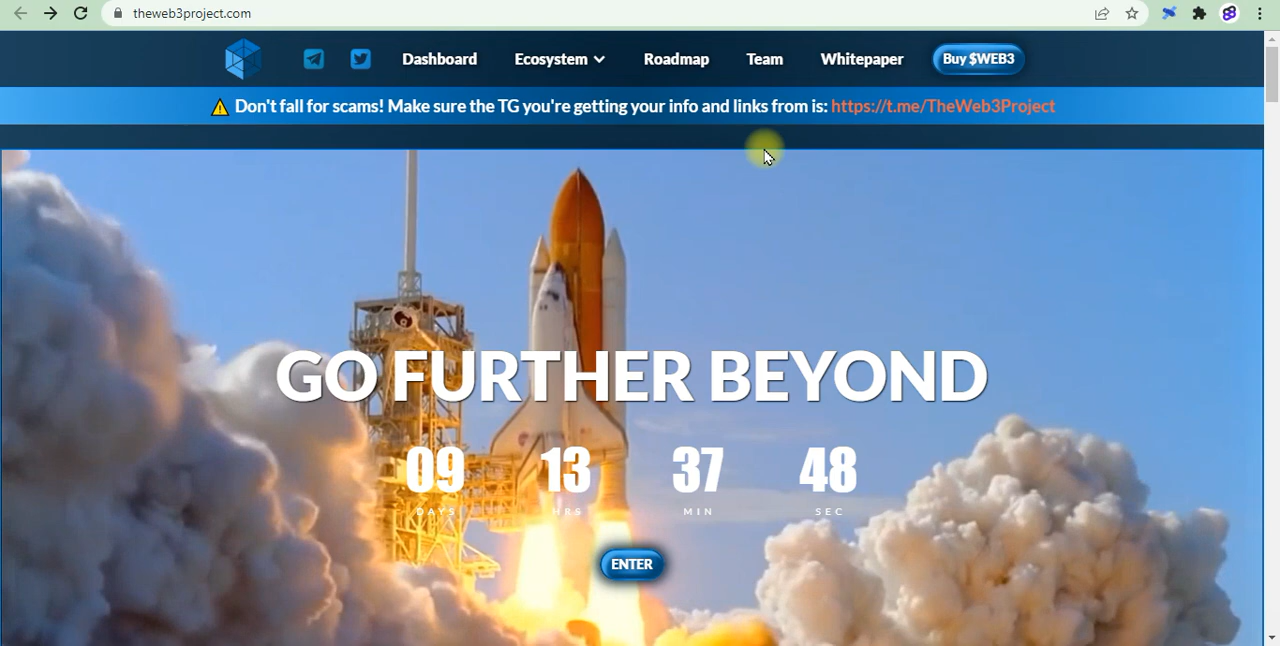 theweb3project.com
Dashboard Ecosystem Roadmap Team Whitepaper Buy $WEB3
Don't fall for scams! Make sure the TG you're getting your info and links from is: https://t.me/TheWeb3Project
GO FURTHER BEYOND
09 13 37 48
DAYS HRS MIN SEC
ENTER